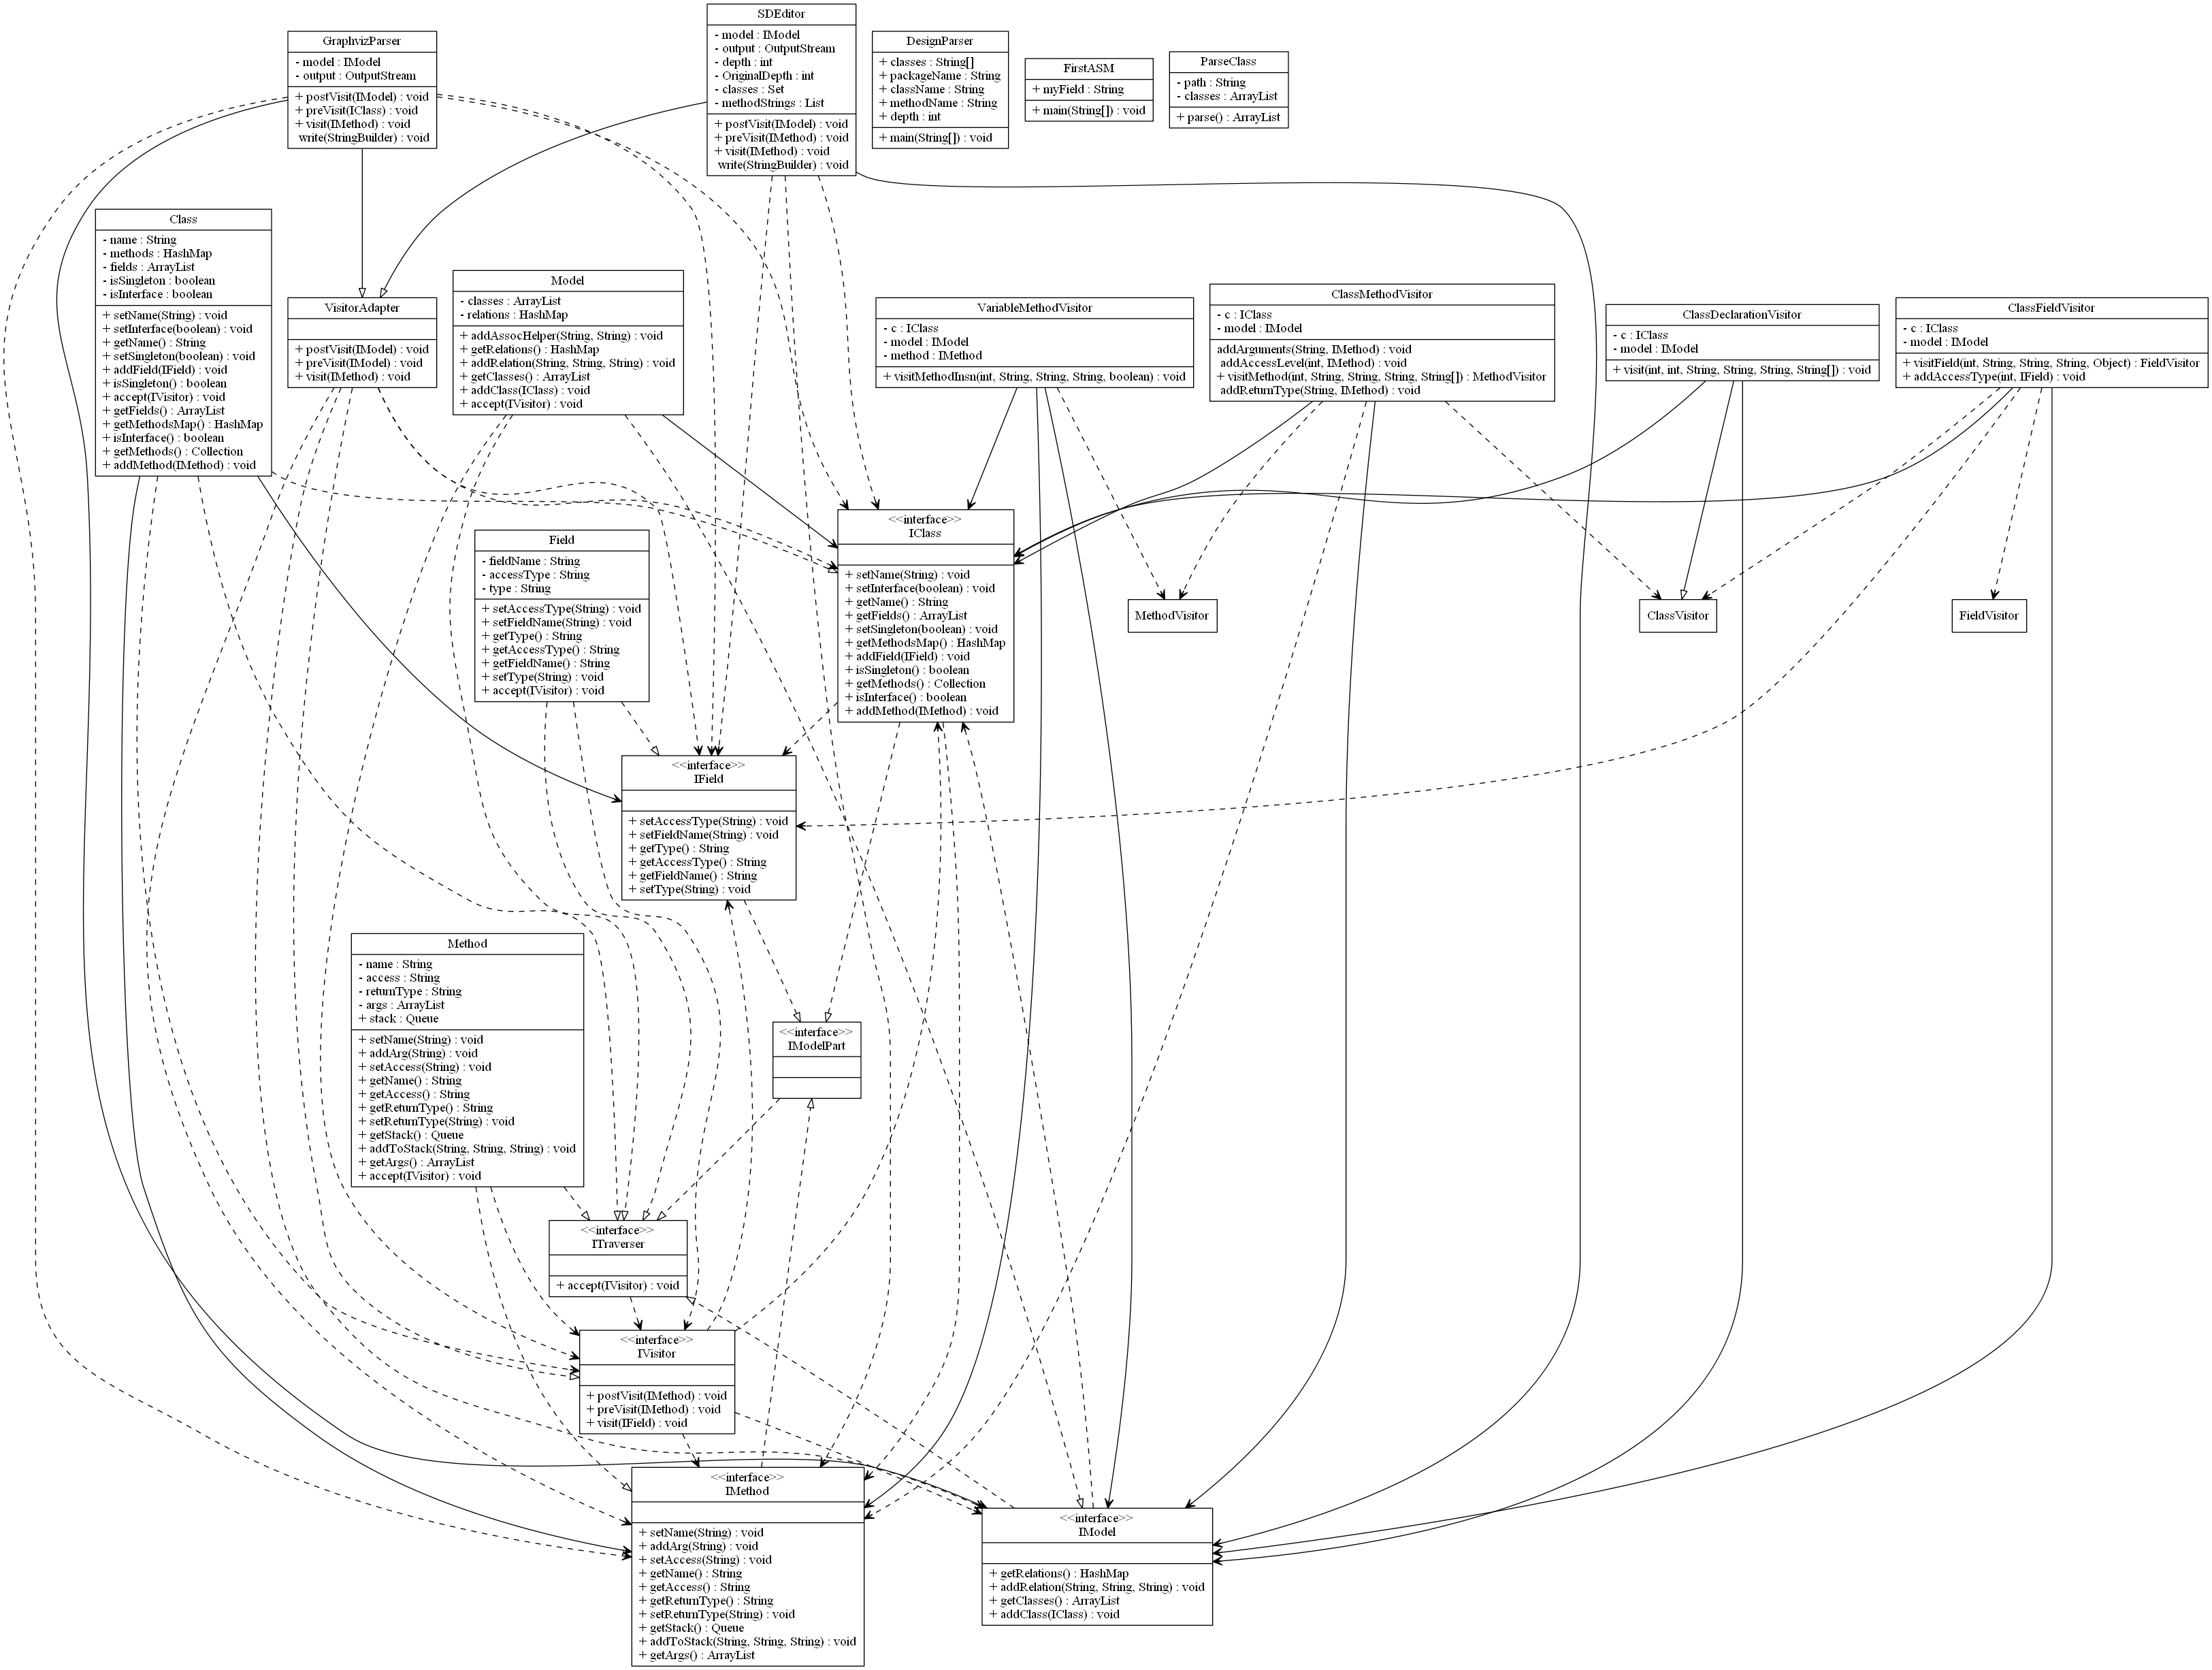 GraphvizParser
- model : IModel
- output : OutputStream
+ postVisit(IModel) : void
+ preVisit(IClass) : void
+ visit(IMethod) : void
write(StringBuilder) : void
SDEditor
- model : IModel
- output : OutputStream
- depth : int
- OriginalDepth : int
- classes : Set
- methodStrings : List
+ postVisit(IModel) : void
+ preVisit(IMethod) : void
+ visit(IMethod) : void
write(StringBuilder) : void
DesignParser
+ classes : String[]
+ packageName : String
+ className : String
+ methodName : String
+ depth : int
+ main(String[]) : void
FirstASM
+ myField : String
+ main(String[]) : void
ParseClass
- path : String
- classes : ArrayList
+ parse() : ArrayList
Class
- name : String
- methods : HashMap
- fields : ArrayList
- isSingleton : boolean
- isInterface : boolean
+ setName(String) : void
+ setInterface(boolean) : void
+ getName() : String
+ setSingleton(boolean) : void
+ addField(IField) : void
+ isSingleton() : boolean
+ accept(IVisitor) : void
+ getFields() : ArrayList
+ getMethodsMap() : HashMap
+ isInterface() : boolean
+ getMethods() : Collection
+ addMethod(IMethod) : void
VisitorAdapter
+ postVisit(IModel) : void
+ preVisit(IModel) : void
+ visit(IMethod) : void
Model
- classes : ArrayList
- relations : HashMap
+ addAssocHelper(String, String) : void
+ getRelations() : HashMap
+ addRelation(String, String, String) : void
+ getClasses() : ArrayList
+ addClass(IClass) : void
+ accept(IVisitor) : void
VariableMethodVisitor
- c : IClass
- model : IModel
- method : IMethod
+ visitMethodInsn(int, String, String, String, boolean) : void
ClassMethodVisitor
- c : IClass
- model : IModel
addArguments(String, IMethod) : void
addAccessLevel(int, IMethod) : void
+ visitMethod(int, String, String, String, String[]) : MethodVisitor
addReturnType(String, IMethod) : void
ClassDeclarationVisitor
- c : IClass
- model : IModel
+ visit(int, int, String, String, String, String[]) : void
ClassFieldVisitor
- c : IClass
- model : IModel
+ visitField(int, String, String, String, Object) : FieldVisitor
+ addAccessType(int, IField) : void
Field
- fieldName : String
- accessType : String
- type : String
+ setAccessType(String) : void
+ setFieldName(String) : void
+ getType() : String
+ getAccessType() : String
+ getFieldName() : String
+ setType(String) : void
+ accept(IVisitor) : void
<<interface>>
IClass
+ setName(String) : void
+ setInterface(boolean) : void
+ getName() : String
+ getFields() : ArrayList
+ setSingleton(boolean) : void
+ getMethodsMap() : HashMap
+ addField(IField) : void
+ isSingleton() : boolean
+ getMethods() : Collection
+ isInterface() : boolean
+ addMethod(IMethod) : void
MethodVisitor
ClassVisitor
FieldVisitor
<<interface>>
IField
+ setAccessType(String) : void
+ setFieldName(String) : void
+ getType() : String
+ getAccessType() : String
+ getFieldName() : String
+ setType(String) : void
Method
- name : String
- access : String
- returnType : String
- args : ArrayList
+ stack : Queue
+ setName(String) : void
+ addArg(String) : void
+ setAccess(String) : void
+ getName() : String
+ getAccess() : String
+ getReturnType() : String
+ setReturnType(String) : void
+ getStack() : Queue
+ addToStack(String, String, String) : void
+ getArgs() : ArrayList
+ accept(IVisitor) : void
<<interface>>
IModelPart
<<interface>>
ITraverser
+ accept(IVisitor) : void
<<interface>>
IVisitor
+ postVisit(IMethod) : void
+ preVisit(IMethod) : void
+ visit(IField) : void
<<interface>>
IMethod
+ setName(String) : void
+ addArg(String) : void
+ setAccess(String) : void
+ getName() : String
+ getAccess() : String
+ getReturnType() : String
+ setReturnType(String) : void
+ getStack() : Queue
+ addToStack(String, String, String) : void
+ getArgs() : ArrayList
<<interface>>
IModel
+ getRelations() : HashMap
+ addRelation(String, String, String) : void
+ getClasses() : ArrayList
+ addClass(IClass) : void